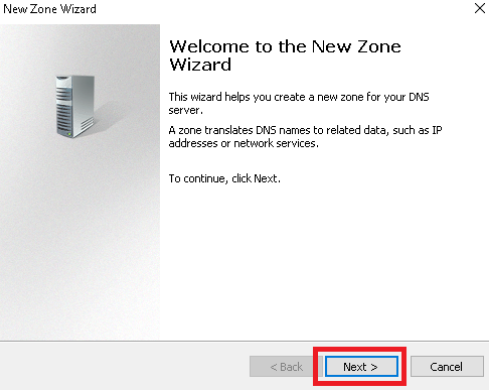 New Zone Wizard
Welcome to the New Zone
Wizard
This wizard helps you create a new zone for your DNS
server.
A zone translates DNS names to related data, such as IP
addresses or network services.
To continue, click Next.
< Back
Next >
Cancel